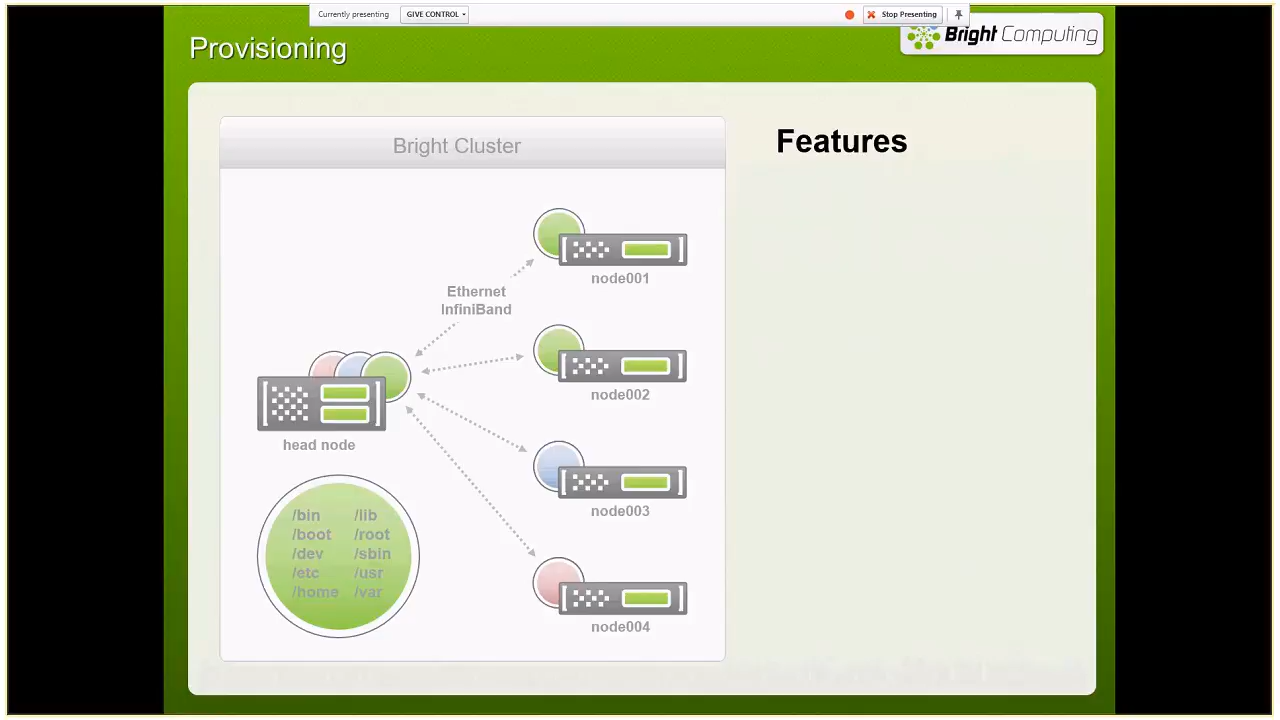 Currently presenting
GIVE CONTROL
Stop Presenting
Provisioning
Bright Computing
Bright Cluster
Features
node001
Ethernet
InfiniBand
node002
head node
node003
/bin /lib
/boot /root
/dev /sbin
/etc /usr
/home /var
node004